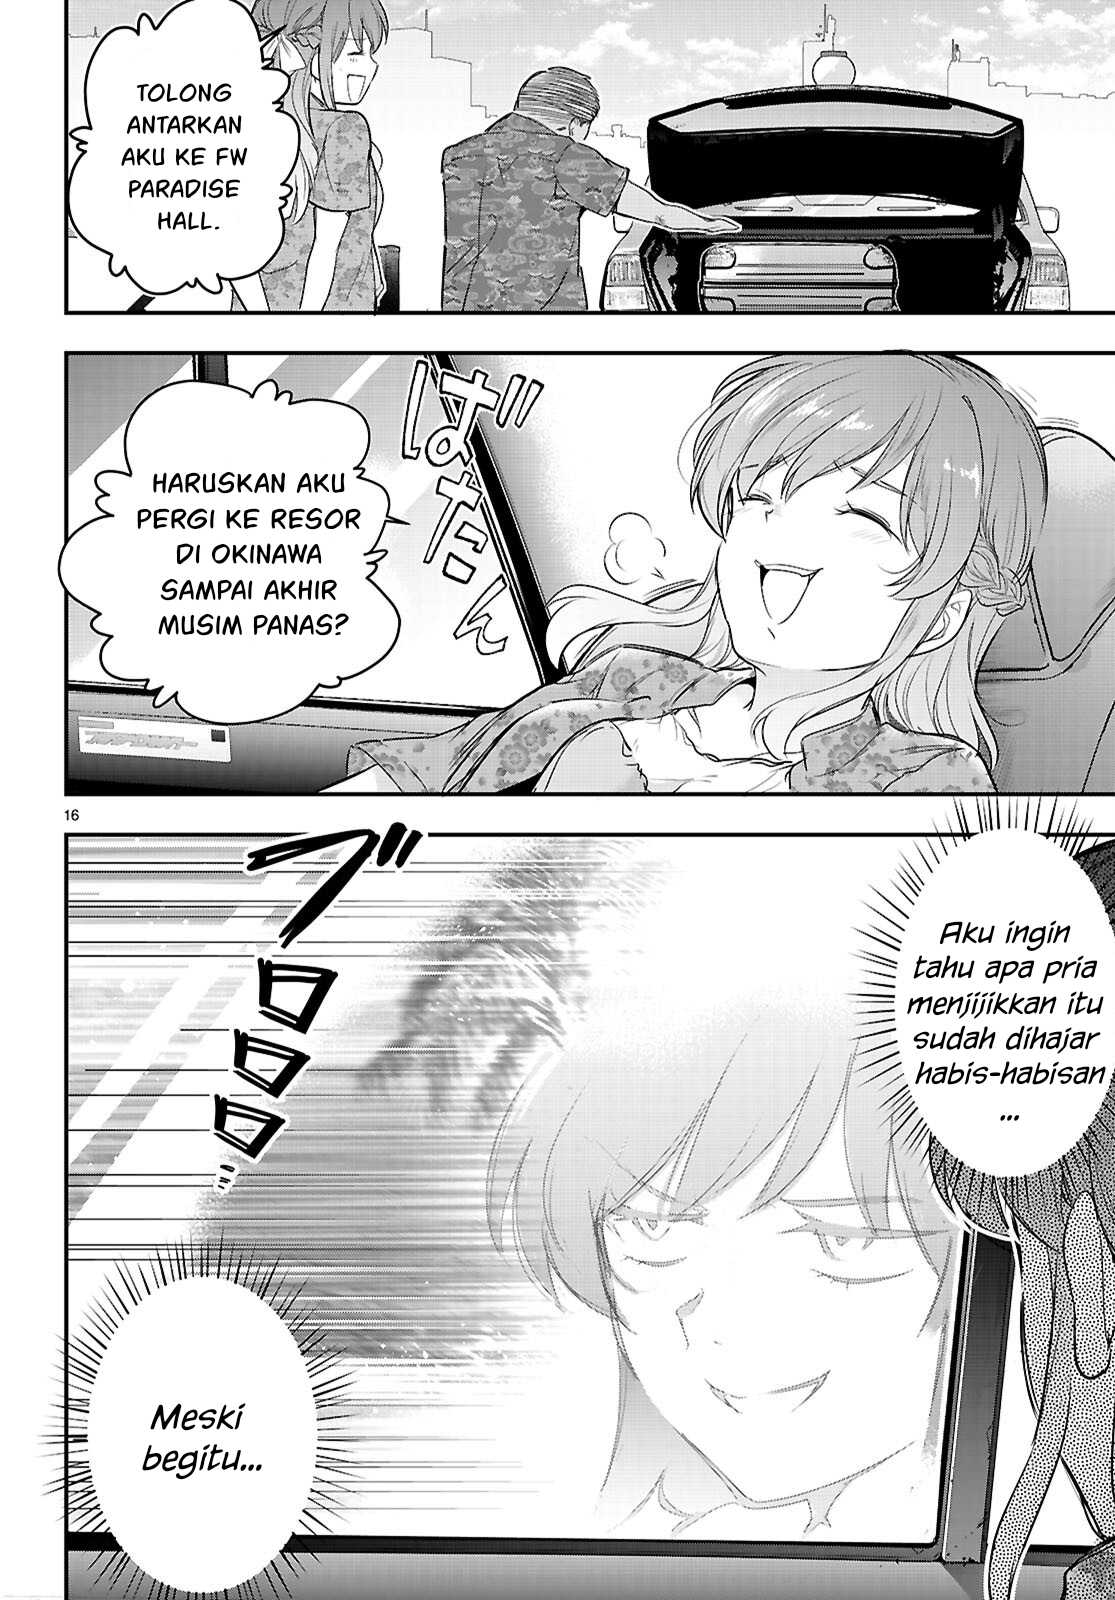 TOLONG
ANTARKAN
AKU KE FW
PARADISE
HALL.
HARUSKAN AKU
PERGI KE RESOR
DI OKINAWA
SAMPAI AKHIR
MUSIM PANAS?
ばたん
16
Aku ingin
tahu apa pria
menjijikkan itu
sudah dihajar
habis-habisan
...
ブロロロ
Meski
begitu...